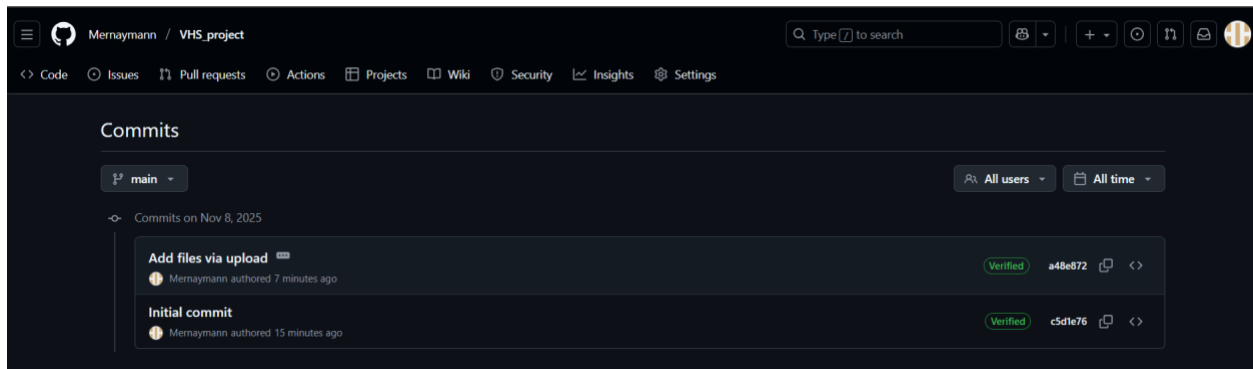 Mernaymann / VHS_project
Type / to search
Code Issues Pull requests Actions Projects Wiki Security Insights Settings
Commits
main
All users All time
Commits on Nov 8, 2025
Add files via upload
Verified a48e872
Mernaymann authored 7 minutes ago
Initial commit
Verified c5d1e76
Mernaymann authored 15 minutes ago